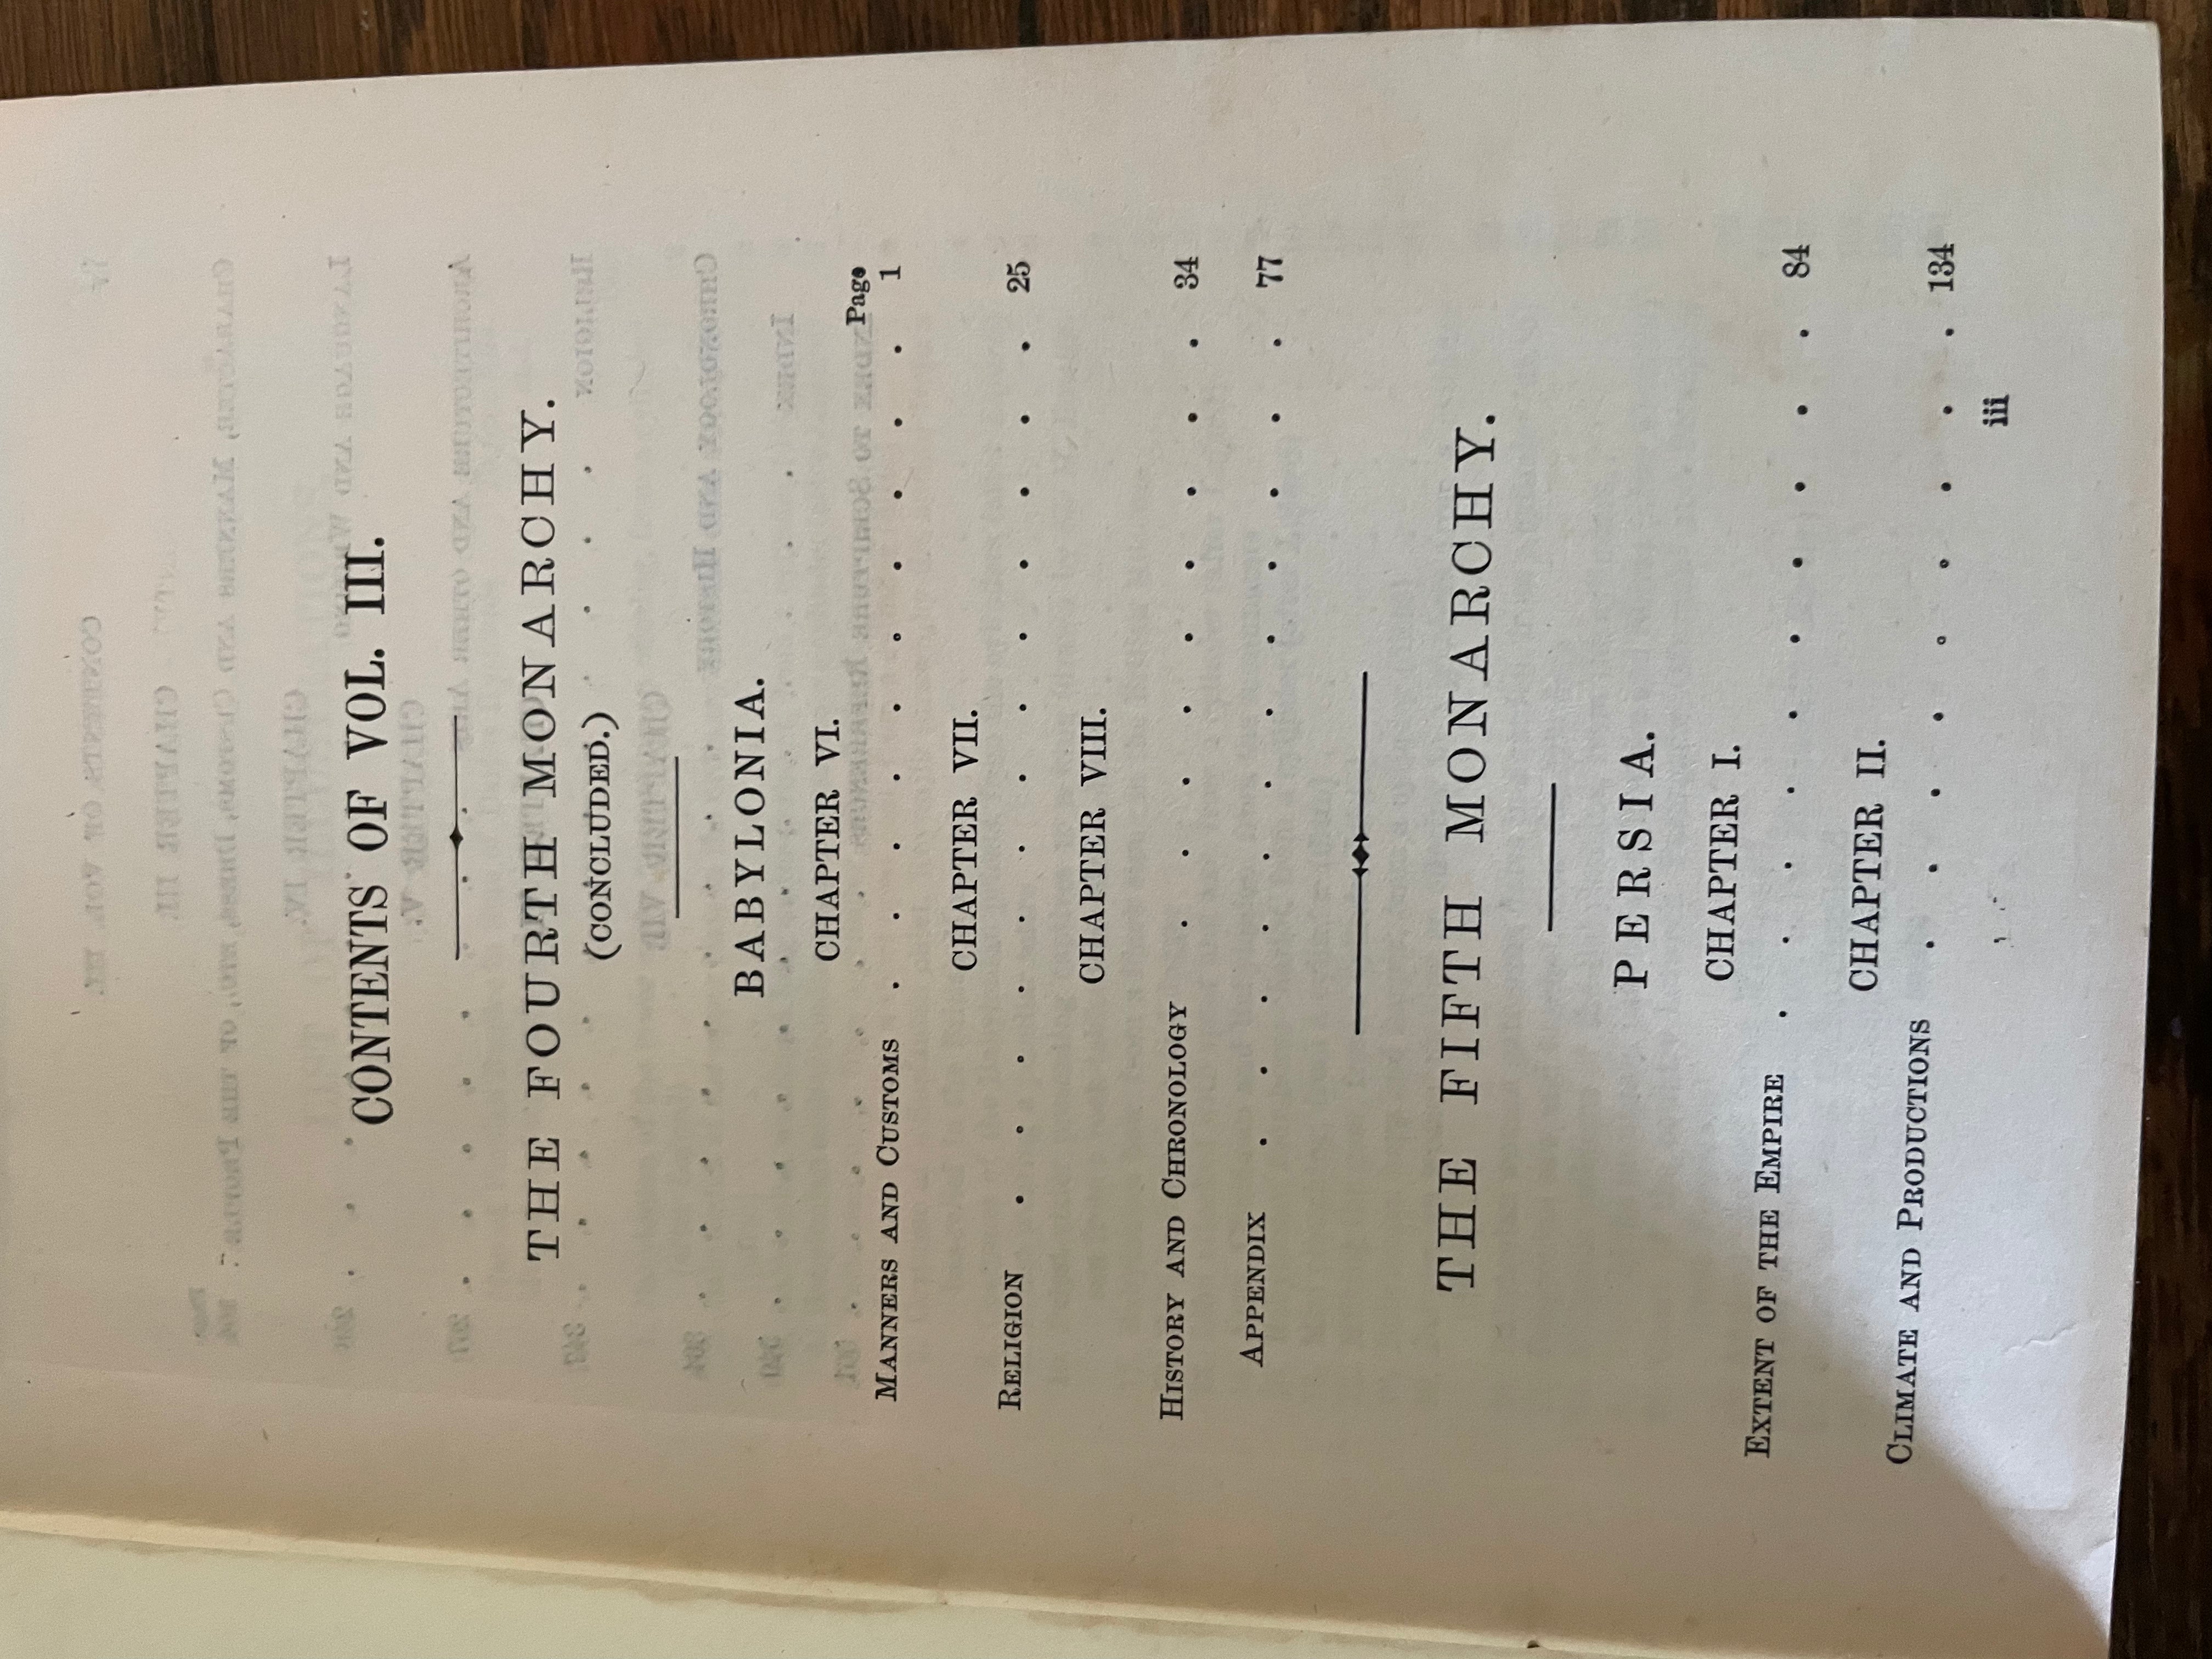 CONTENTS OF VOL. III.
THE FOURTH MONARCHY.
(CONCLUDED.)
BABYLONIA.
CHAPTER VI.
Page
MANNERS AND CUSTOMS . . . . . . . . . . 1
CHAPTER VII.
RELIGION . . . . . . . . . . . . . 25
CHAPTER VIII.
HISTORY AND CHRONOLOGY . . . . . . . . . 34
APPENDIX . . . . . . . . . . . . 77
THE FIFTH MONARCHY.
PERSIA.
CHAPTER I.
EXTENT OF THE EMPIRE . . . . . . . . . . 84
CHAPTER II.
CLIMATE AND PRODUCTIONS . . . . . . . . . 134
iii